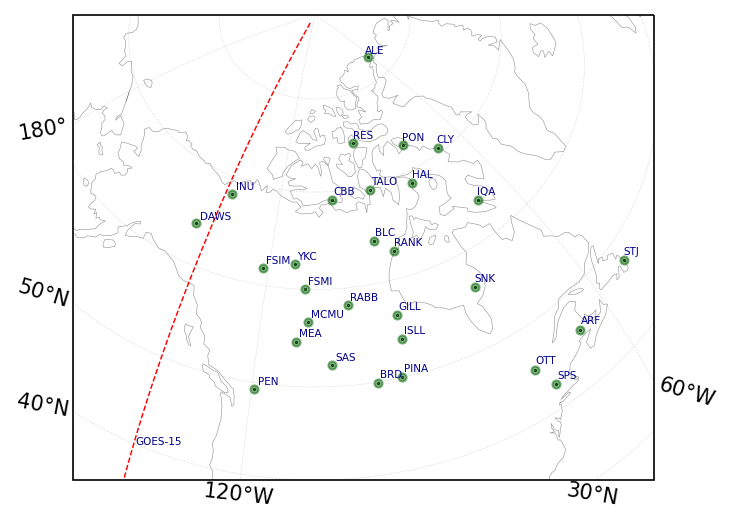 ALE
RES
PON
CLY
180°
INU
CBB
TALO
HAL
IQA
DAWS
BLC
RANK
STJ
FSIM
YKC
FSMI
SNK
50°N
RABB
MCMU
GILL
ARF
MEA
ISLL
SAS
OTT
PEN
BRD
PINA
SPS
60°W
40°N
GOES-15
120°W
30°N